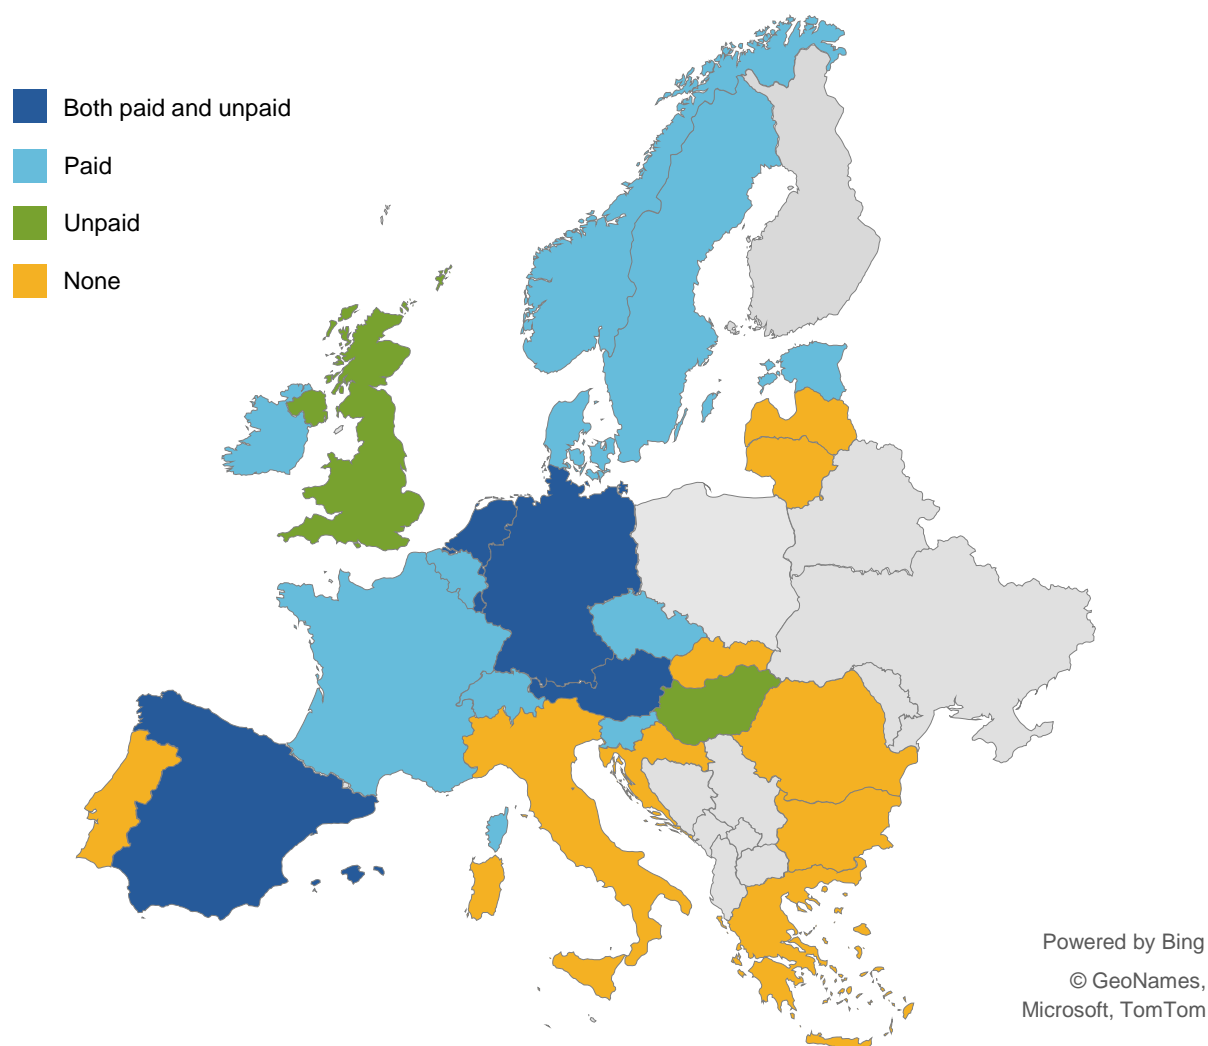 Both paid and unpaid
Paid
Unpaid
None
Powered by Bing
© GeoNames,
Microsoft, TomTom